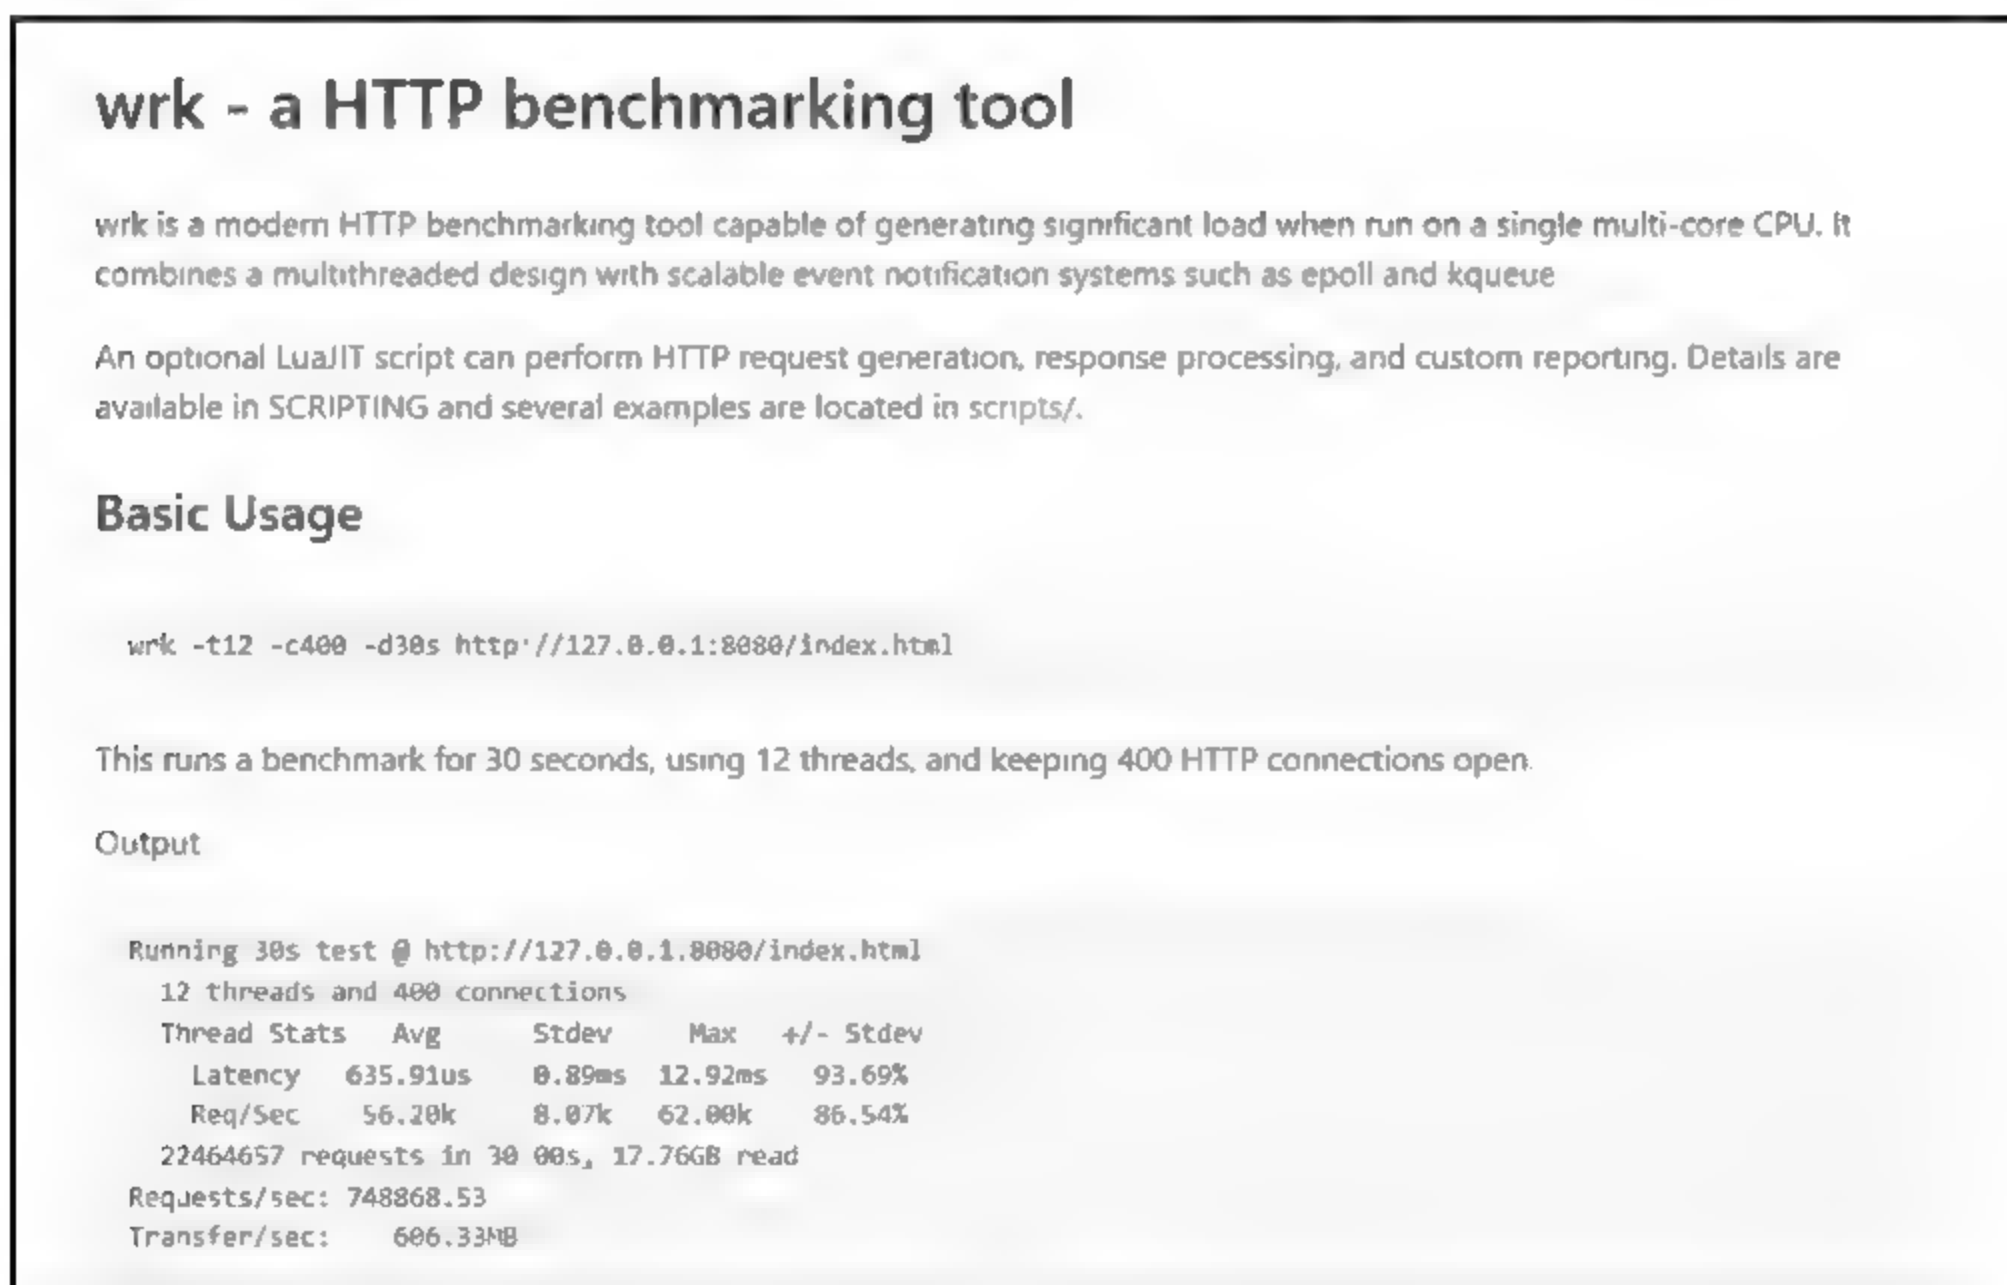 wrk - a HTTP benchmarking tool
wrk is a modern HTTP benchmarking tool capable of generating significant load when run on a single multi-core CPU. It
combines a multithreaded design with scalable event notification systems such as epoll and kqueue
An optional LuaJIT script can perform HTTP request generation, response processing, and custom reporting. Details are
available in SCRIPTING and several examples are located in scripts/.
Basic Usage
wrk -t12 -c400 -d30s http://127.0.0.1:8080/index.html
This runs a benchmark for 30 seconds, using 12 threads, and keeping 400 HTTP connections open.
Output
Running 30s test @ http://127.0.0.1:8080/index.html
12 threads and 400 connections
Thread Stats Avg Stdev Max +/- Stdev
Latency 635.91us 0.89ms 12.92ms 93.69%
Req/Sec 56.20k 8.07k 62.00k 86.54%
22464657 requests in 30.00s, 17.76GB read
Requests/sec: 748868.53
Transfer/sec: 606.33MB